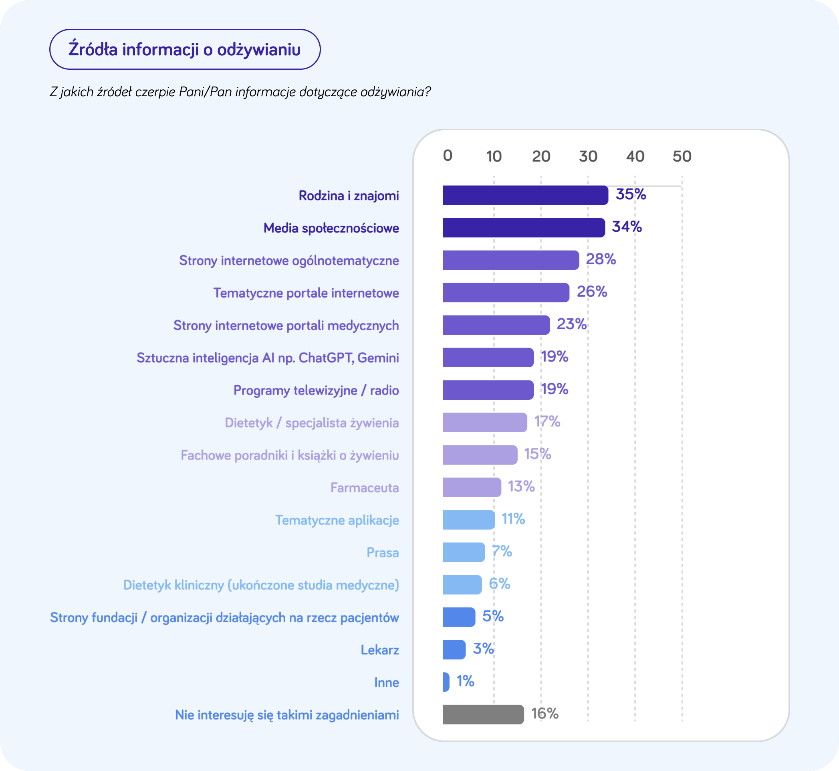 Źródła informacji o odżywianiu
Z jakich źródeł czerpie Pani/Pan informacje dotyczące odżywiania?
0 10 20 30 40 50
Rodzina i znajomi 35%
Media społecznościowe 34%
Strony internetowe ogólnotematyczne 28%
Tematyczne portale internetowe 26%
Strony internetowe portali medycznych 23%
Sztuczna inteligencja AI np. ChatGPT, Gemini 19%
Programy telewizyjne / radio 19%
Dietetyk / specjalista żywienia 17%
Fachowe poradniki i książki o żywieniu 15%
Farmaceuta 13%
Tematyczne aplikacje 11%
Prasa 7%
Dietetyk kliniczny (ukończone studia medyczne) 6%
Strony fundacji / organizacji działających na rzecz pacjentów 5%
Lekarz 3%
Inne 1%
Nie interesuję się takimi zagadnieniami 16%